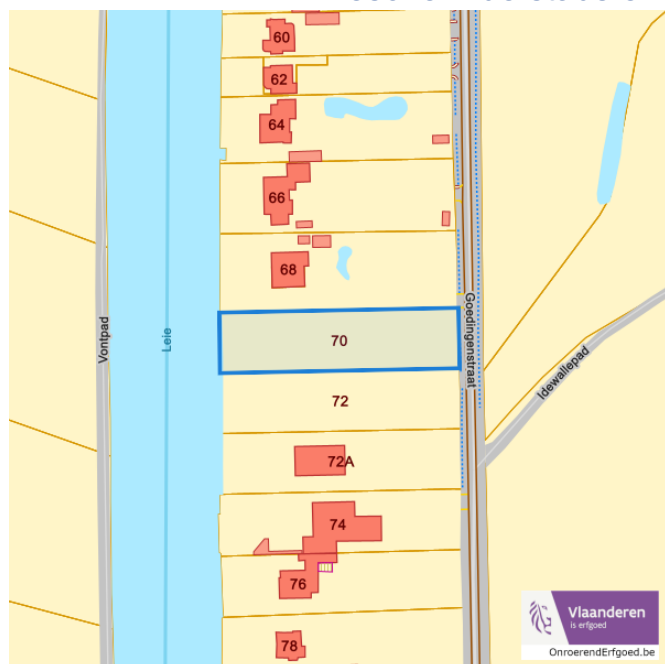 60
62
64
66
68
70
72
72A
74
76
78
Vontpad
Leie
Goedingenstraat
Idewallepad
Vlaanderen
is erfgoed
OnroerendErfgoed.be